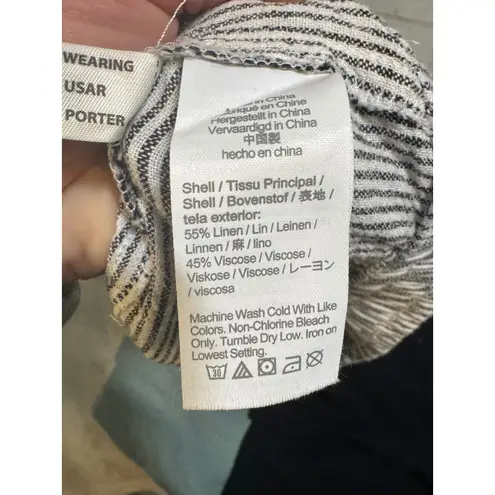 WEARING
USAR
PORTER
in China
en Chine
Hergestellt in China
Vervaardigd in China
中国製
hecho en china
Shell / Tissu Principal /
Shell / Bovenstof / 表地 /
tela exterior:
55% Linen / Lin / Leinen /
Linnen / 麻 / lino
45% Viscose / Viscose /
Viskose / Viscose / レーヨン
/ viscosa
Machine Wash Cold With Like
Colors. Non-Chlorine Bleach
Only. Tumble Dry Low. Iron on
Lowest Setting.
30